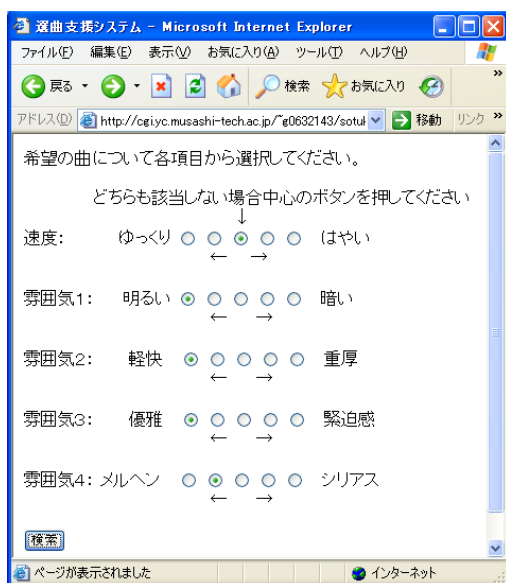 選曲支援システム - Microsoft Internet Explorer
ファイル(F) 編集(E) 表示(V) お気に入り(A) ツール(T) ヘルプ(H)
戻る 検索 お気に入り »
アドレス(D) http://cgi.yc.musashi-tech.ac.jp/~g0632143/sotul 移動 リンク »
希望の曲について各項目から選択してください。
どちらも該当しない場合中心のボタンを押してください
↓
速度: ゆっくり はやい
← →
雰囲気1: 明るい 暗い
← →
雰囲気2: 軽快 重厚
← →
雰囲気3: 優雅 緊迫感
← →
雰囲気4: メルヘン シリアス
← →
検索
ページが表示されました インターネット